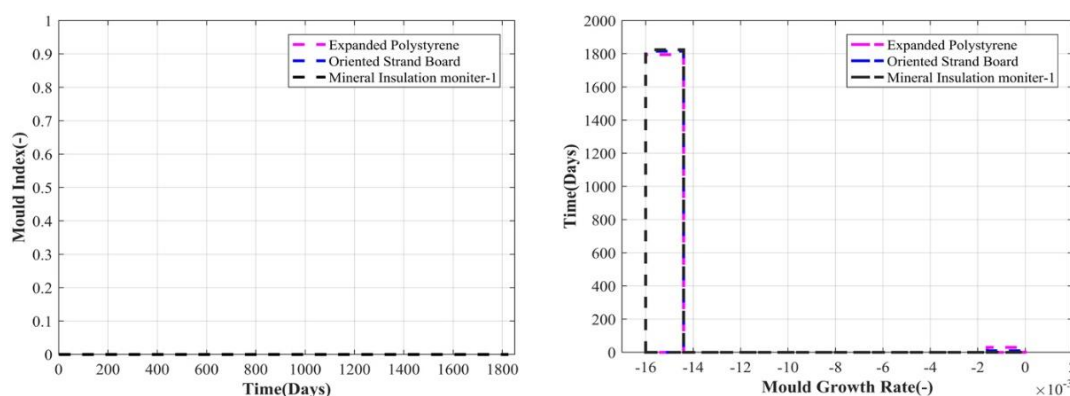 1
0.9
0.8
0.7
0.6
0.5
0.4
0.3
0.2
0.1
0
Mould Index(-)
Expanded Polystyrene
Oriented Strand Board
Mineral Insulation moniter-1
0 200 400 600 800 1000 1200 1400 1600 1800
Time(Days)
2000
1800
1600
1400
1200
1000
800
600
400
200
0
Time(Days)
Expanded Polystyrene
Oriented Strand Board
Mineral Insulation moniter-1
-16 -14 -12 -10 -8 -6 -4 -2 0
Mould Growth Rate(-)